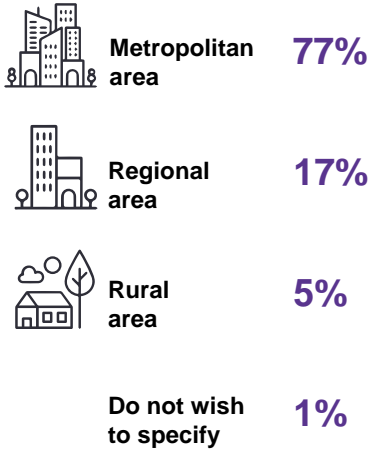 Metropolitan
area
77%
Regional
area
17%
Rural
area
5%
Do not wish
to specify
1%